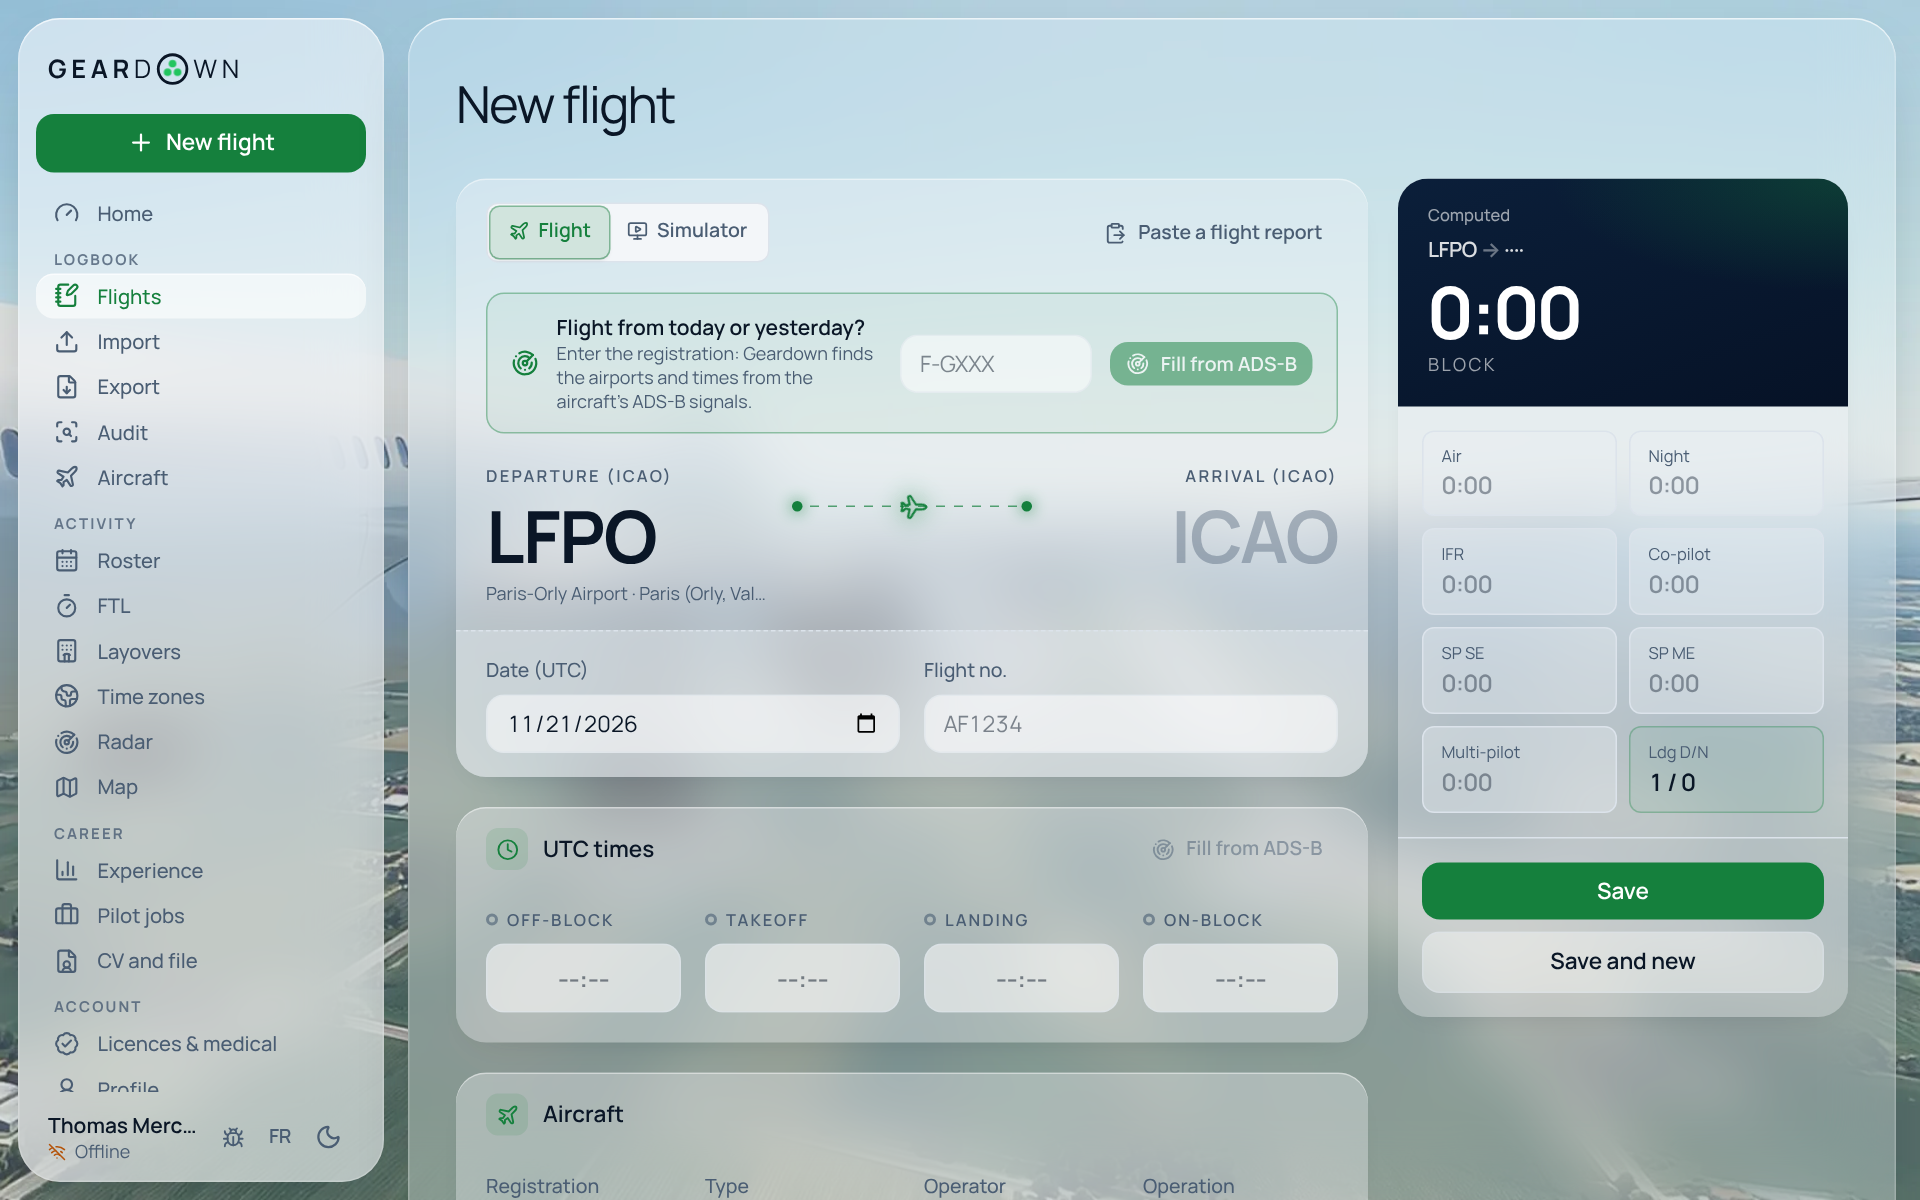 GEARDOWN
New flight
Home
LOGBOOK
Flights
Import
Export
Audit
Aircraft
ACTIVITY
Roster
FTL
Layovers
Time zones
Radar
Map
CAREER
Experience
Pilot jobs
CV and file
ACCOUNT
Licences & medical
Profile
Thomas Merc...
Offline
FR
New flight
Flight
Simulator
Paste a flight report
Flight from today or yesterday?
Enter the registration: Geardown finds
the airports and times from the
aircraft's ADS-B signals.
F-GXXX
Fill from ADS-B
DEPARTURE (ICAO)
ARRIVAL (ICAO)
LFPO
ICAO
Paris-Orly Airport · Paris (Orly, Val...
Date (UTC)
Flight no.
11/21/2026
AF1234
UTC times
Fill from ADS-B
OFF-BLOCK
TAKEOFF
LANDING
ON-BLOCK
--:--
--:--
--:--
--:--
Aircraft
Registration
Type
Operator
Operation
Computed
LFPO → ····
0:00
BLOCK
Air
0:00
Night
0:00
IFR
0:00
Co-pilot
0:00
SP SE
0:00
SP ME
0:00
Multi-pilot
0:00
Ldg D/N
1 / 0
Save
Save and new